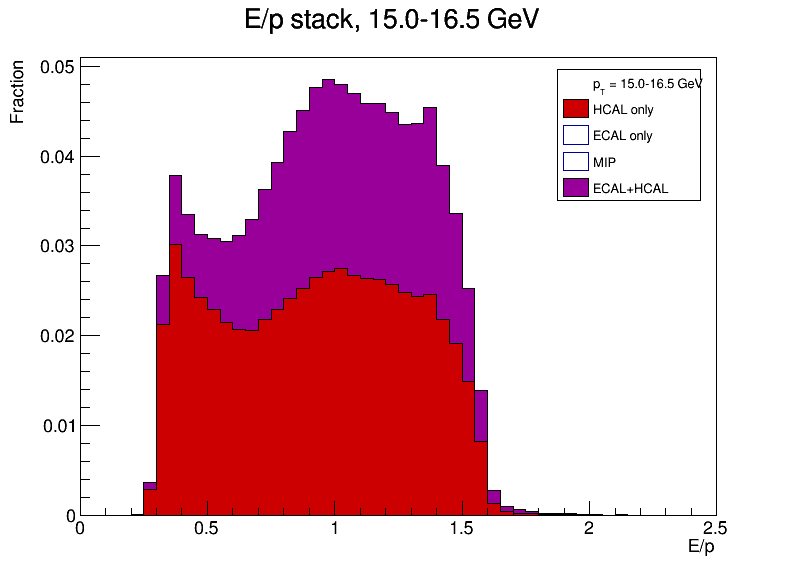 E/p stack, 15.0-16.5 GeV
Fraction
0.05
0.04
0.03
0.02
0.01
0
p_T = 15.0-16.5 GeV
HCAL only
ECAL only
MIP
ECAL+HCAL
0 0.5 1 1.5 2 2.5
E/p